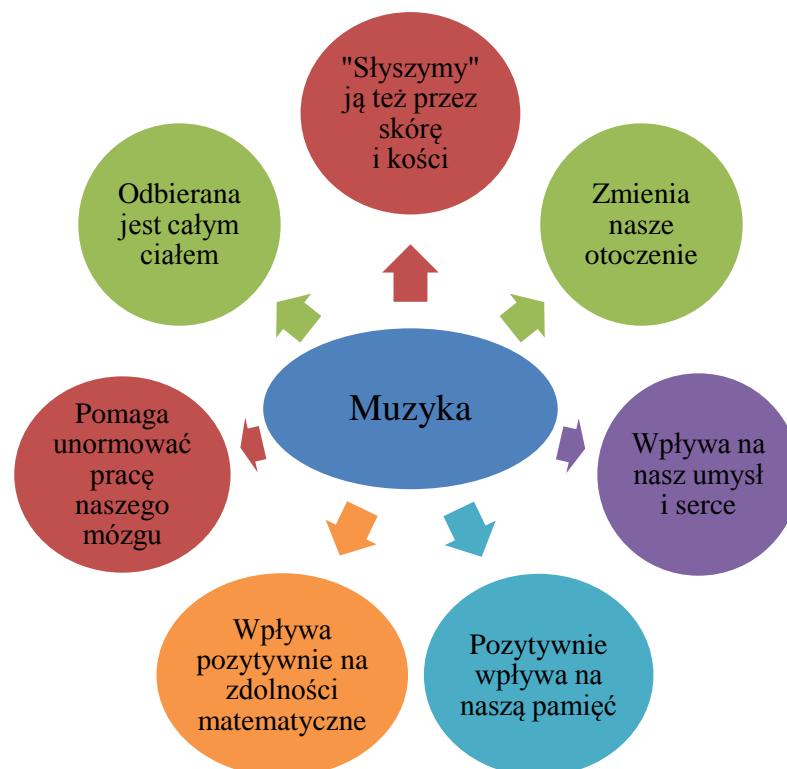 "Słyszymy"
ją też przez
skórę
i kości
Odbierana
jest całym
ciałem
Zmienia
nasze
otoczenie
Muzyka
Pomaga
unormować
pracę
naszego
mózgu
Wpływa na
nasz umysł
i serce
Wpływa
pozytywnie na
zdolności
matematyczne
Pozytywnie
wpływa na
naszą pamięć